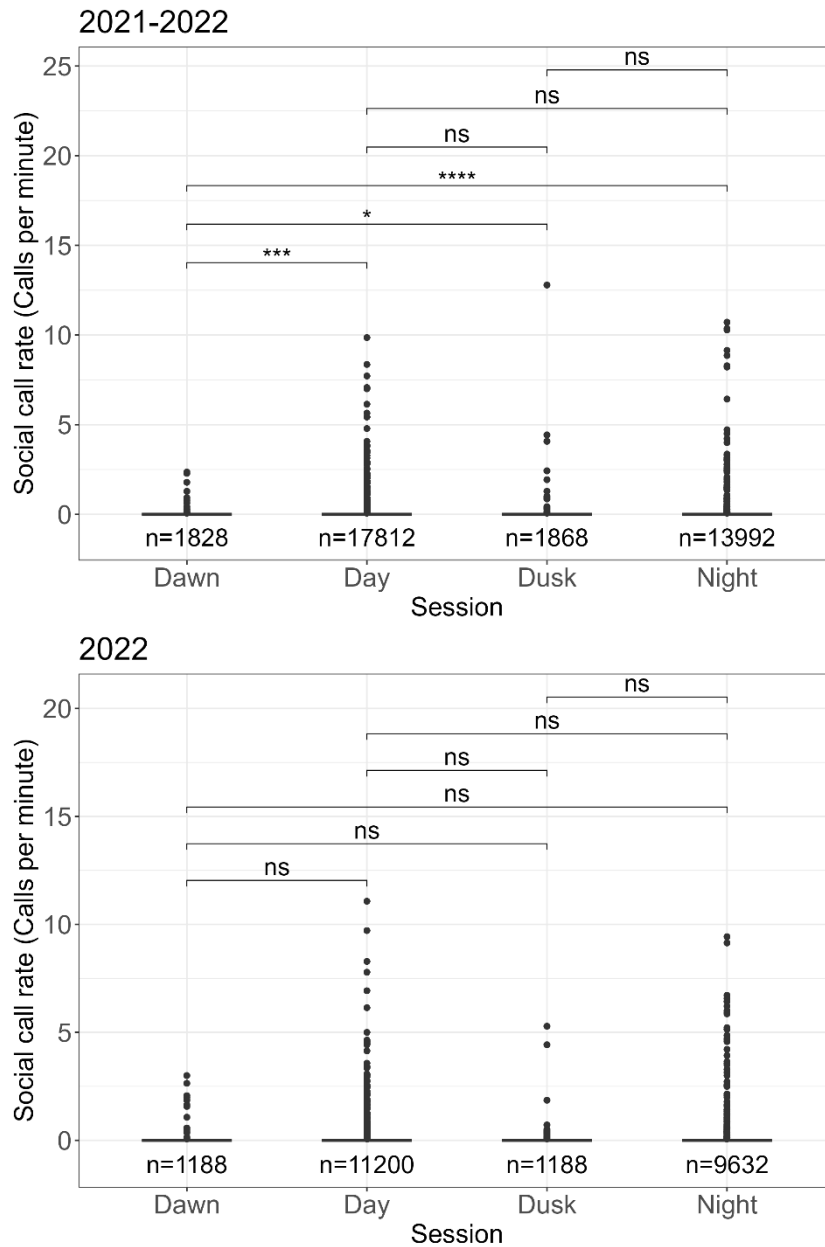 2021-2022
Social call rate (Calls per minute)
25
20
15
10
5
0
ns
ns
ns
****
*
***
n=1828 n=17812 n=1868 n=13992
Dawn Day Dusk Night
Session
2022
Social call rate (Calls per minute)
20
15
10
5
0
ns
ns
ns
ns
ns
ns
n=1188 n=11200 n=1188 n=9632
Dawn Day Dusk Night
Session